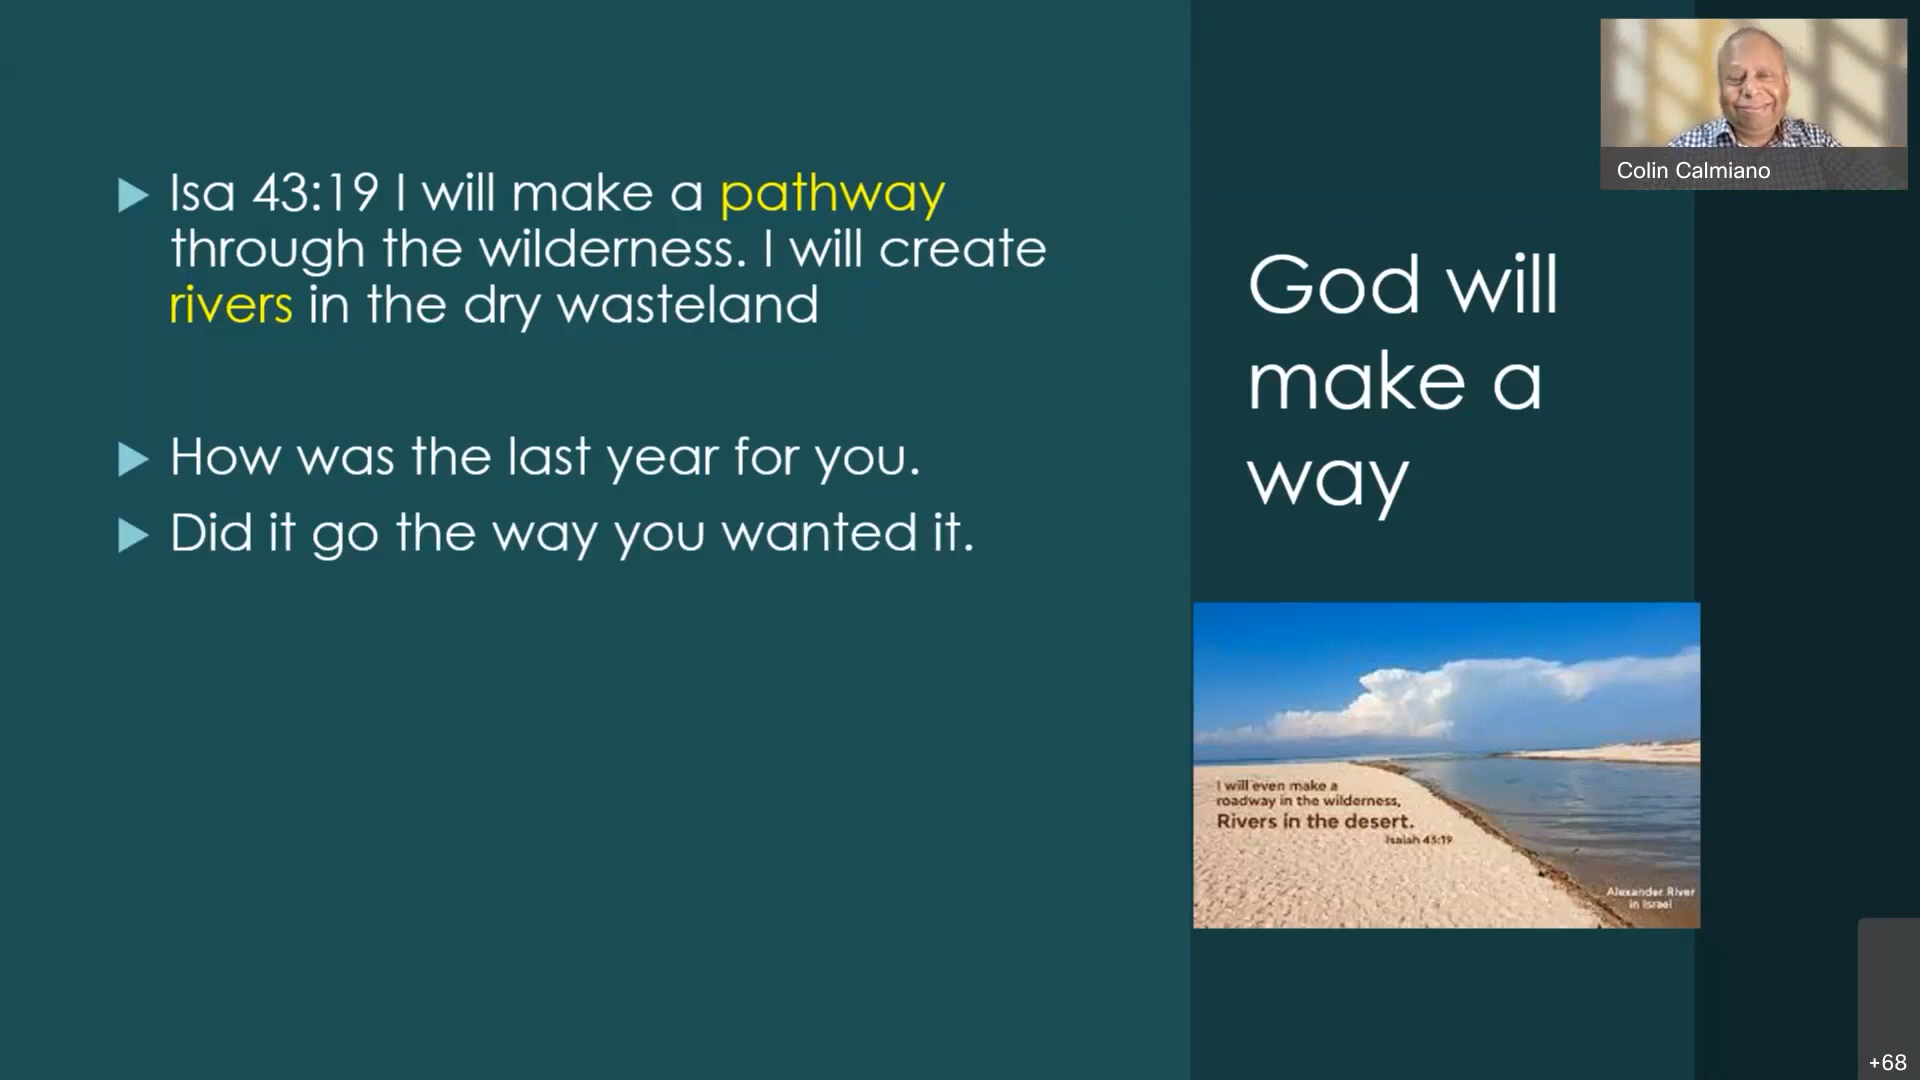 Isa 43:19 I will make a pathway
through the wilderness. I will create
rivers in the dry wasteland
How was the last year for you.
Did it go the way you wanted it.
Colin Calmiano
God will
make a
way
I will even make a
roadway in the wilderness,
Rivers in the desert.
Isaiah 43:19
Alexander River
in Israel
+68